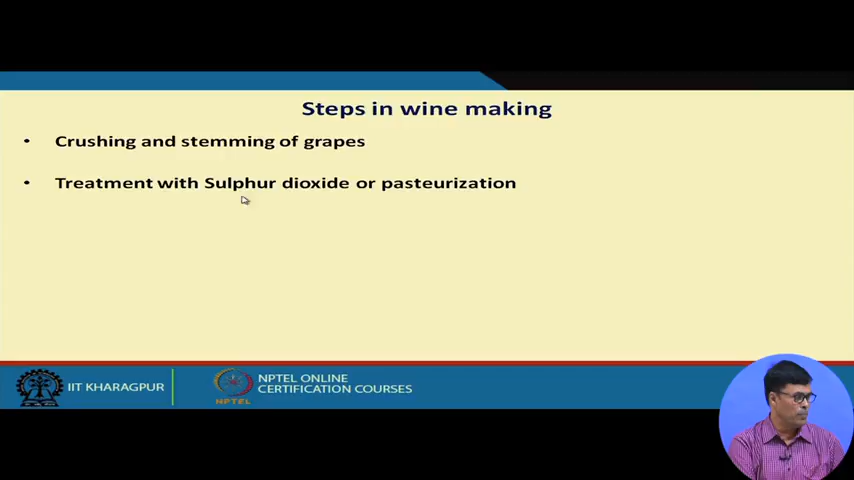 Steps in wine making
• Crushing and stemming of grapes
• Treatment with Sulphur dioxide or pasteurization
IIT KHARAGPUR
NPTEL
NPTEL ONLINE
CERTIFICATION COURSES